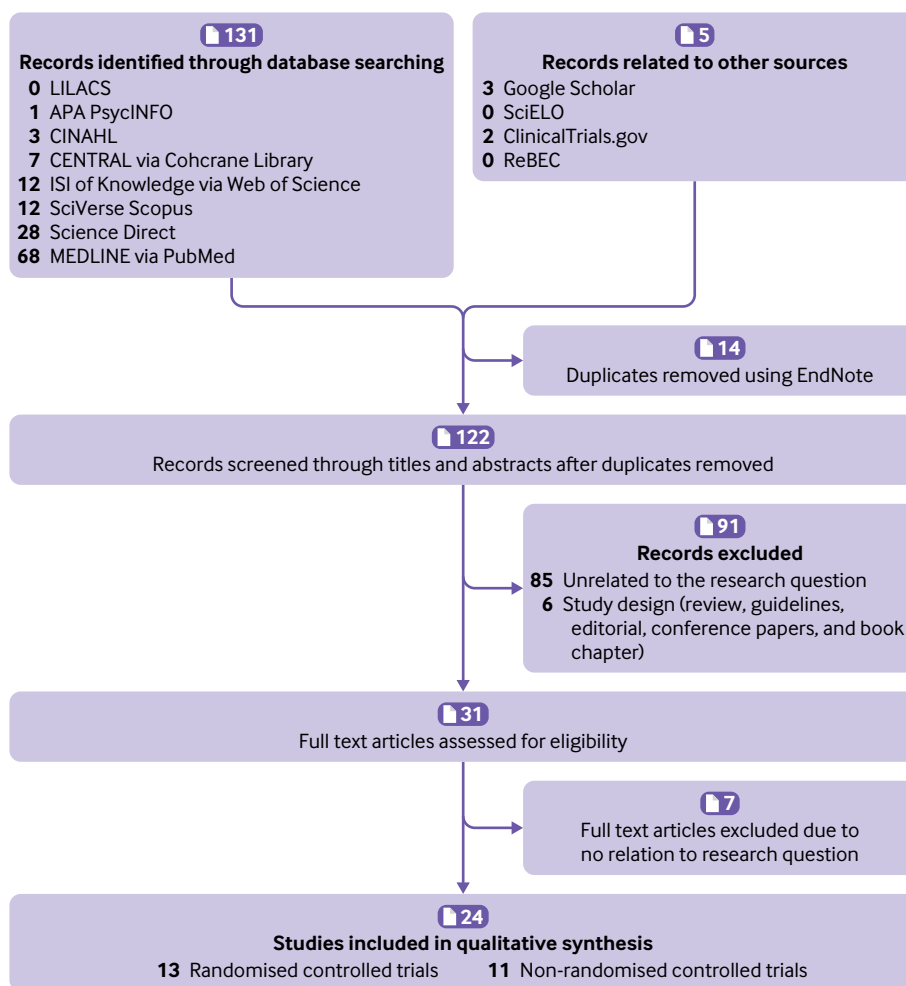 131
Records identified through database searching
0 LILACS
1 APA PsycINFO
3 CINAHL
7 CENTRAL via Cohcrane Library
12 ISI of Knowledge via Web of Science
12 SciVerse Scopus
28 Science Direct
68 MEDLINE via PubMed
5
Records related to other sources
3 Google Scholar
0 SciELO
2 ClinicalTrials.gov
0 ReBEC
14
Duplicates removed using EndNote
122
Records screened through titles and abstracts after duplicates removed
91
Records excluded
85 Unrelated to the research question
6 Study design (review, guidelines,
editorial, conference papers, and book
chapter)
31
Full text articles assessed for eligibility
7
Full text articles excluded due to
no relation to research question
24
Studies included in qualitative synthesis
13 Randomised controlled trials 11 Non-randomised controlled trials